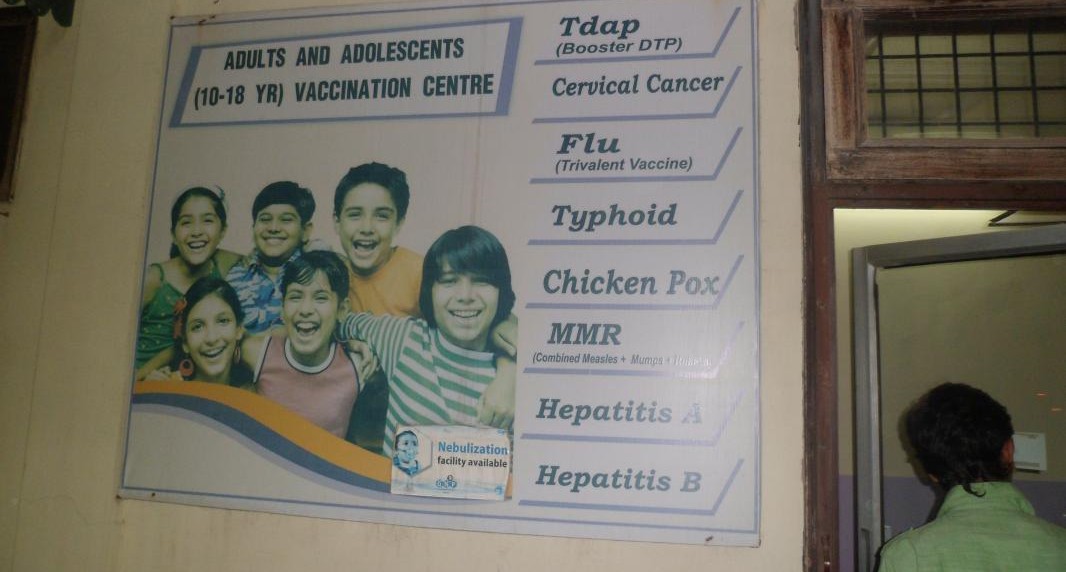 ADULTS AND ADOLESCENTS
(10-18 YR) VACCINATION CENTRE
Tdap
(Booster DTP)
Cervical Cancer
Flu
(Trivalent Vaccine)
Typhoid
Chicken Pox
MMR
(Combined Measles + Mumps +
Hepatitis A
Hepatitis B
Nebulization
facility available